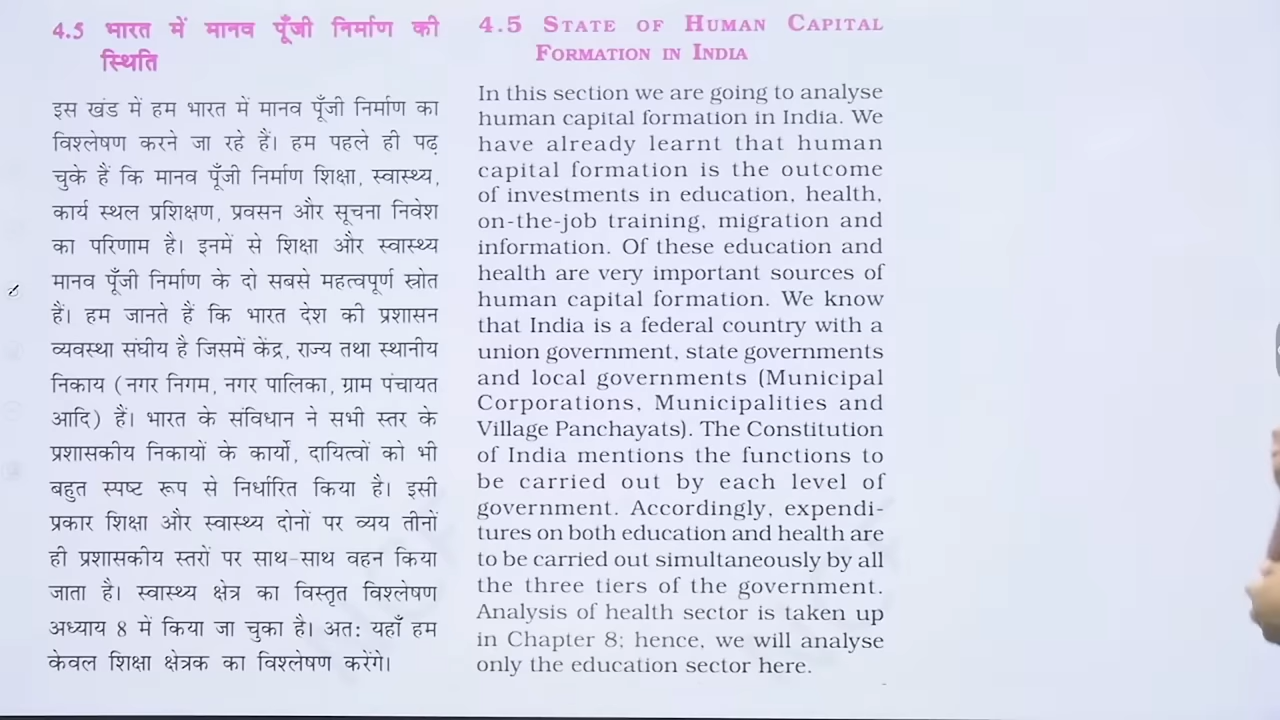 4.5 भारत में मानव पूँजी निर्माण की
स्थिति
इस खंड में हम भारत में मानव पूँजी निर्माण का
विश्लेषण करने जा रहे हैं। हम पहले ही पढ़
चुके हैं कि मानव पूँजी निर्माण शिक्षा, स्वास्थ्य,
कार्य स्थल प्रशिक्षण, प्रवसन और सूचना निवेश
का परिणाम है। इनमें से शिक्षा और स्वास्थ्य
मानव पूँजी निर्माण के दो सबसे महत्वपूर्ण स्रोत
हैं। हम जानते हैं कि भारत देश की प्रशासन
व्यवस्था संघीय है जिसमें केंद्र, राज्य तथा स्थानीय
निकाय (नगर निगम, नगर पालिका, ग्राम पंचायत
आदि) हैं। भारत के संविधान ने सभी स्तर के
प्रशासकीय निकायों के कार्यो, दायित्वों को भी
बहुत स्पष्ट रूप से निर्धारित किया है। इसी
प्रकार शिक्षा और स्वास्थ्य दोनों पर व्यय तीनों
ही प्रशासकीय स्तरों पर साथ-साथ वहन किया
जाता है। स्वास्थ्य क्षेत्र का विस्तृत विश्लेषण
अध्याय 8 में किया जा चुका है। अतः यहाँ हम
केवल शिक्षा क्षेत्रक का विश्लेषण करेंगे।
4.5 STATE OF HUMAN CAPITAL
FORMATION IN INDIA
In this section we are going to analyse
human capital formation in India. We
have already learnt that human
capital formation is the outcome
of investments in education, health,
on-the-job training, migration and
information. Of these education and
health are very important sources of
human capital formation. We know
that India is a federal country with a
union government, state governments
and local governments (Municipal
Corporations, Municipalities and
Village Panchayats). The Constitution
of India mentions the functions to
be carried out by each level of
government. Accordingly, expendi-
tures on both education and health are
to be carried out simultaneously by all
the three tiers of the government.
Analysis of health sector is taken up
in Chapter 8; hence, we will analyse
only the education sector here.